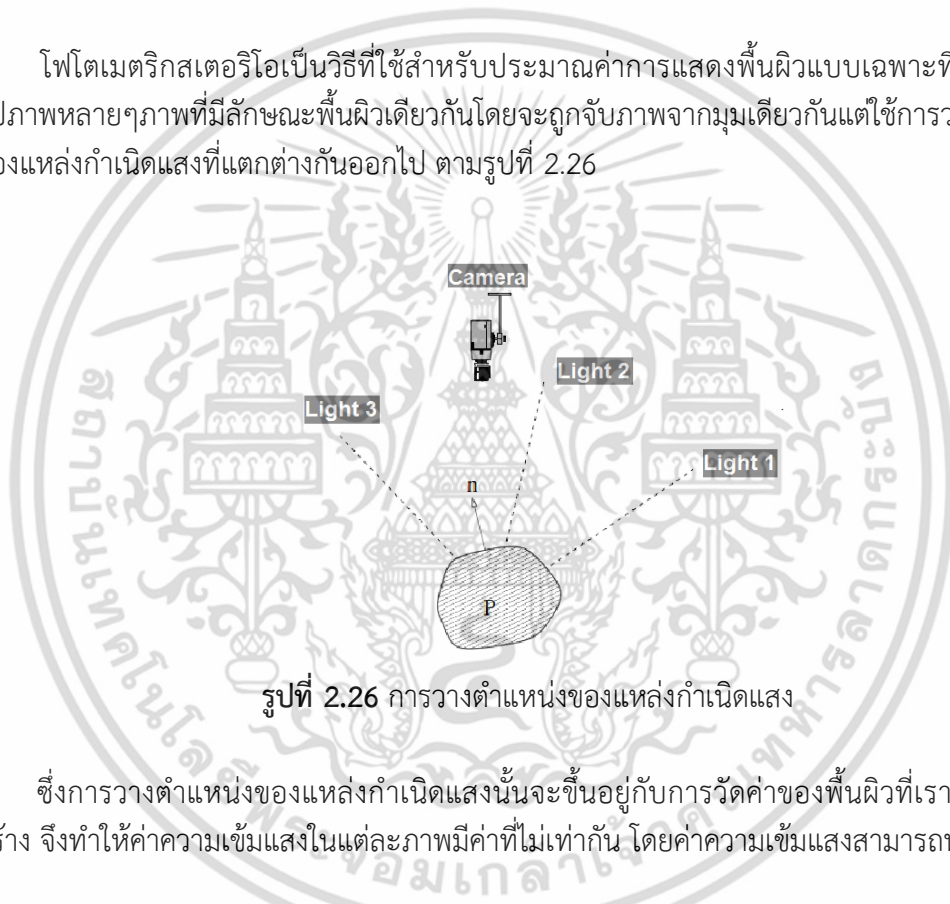 โฟโตเมตริกสเตอริโอเป็นวิธีที่ใช้สำหรับประมาณค่าการแสดงพื้นผิวแบบเฉพาะที่
ปภาพหลายๆภาพที่มีลักษณะพื้นผิวเดียวกันโดยจะถูกจับภาพจากมุมเดียวกันแต่ใช้การว
องแหล่งกำเนิดแสงที่แตกต่างกันออกไป ตามรูปที่ 2.26
Camera
Light 2
Light 3
Light 1
n
P
รูปที่ 2.26 การวางตำแหน่งของแหล่งกำเนิดแสง
ซึ่งการวางตำแหน่งของแหล่งกำเนิดแสงนั้นจะขึ้นอยู่กับการวัดค่าของพื้นผิวที่เรา
ร้าง จึงทำให้ค่าความเข้มแสงในแต่ละภาพมีค่าที่ไม่เท่ากัน โดยค่าความเข้มแสงสามารถ